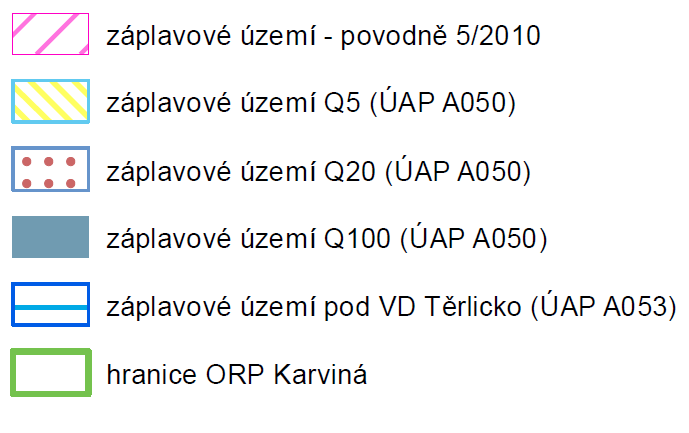 záplavové území - povodně 5/2010
záplavové území Q5 (ÚAP A050)
záplavové území Q20 (ÚAP A050)
záplavové území Q100 (ÚAP A050)
záplavové území pod VD Těrlicko (ÚAP A053)
hranice ORP Karviná